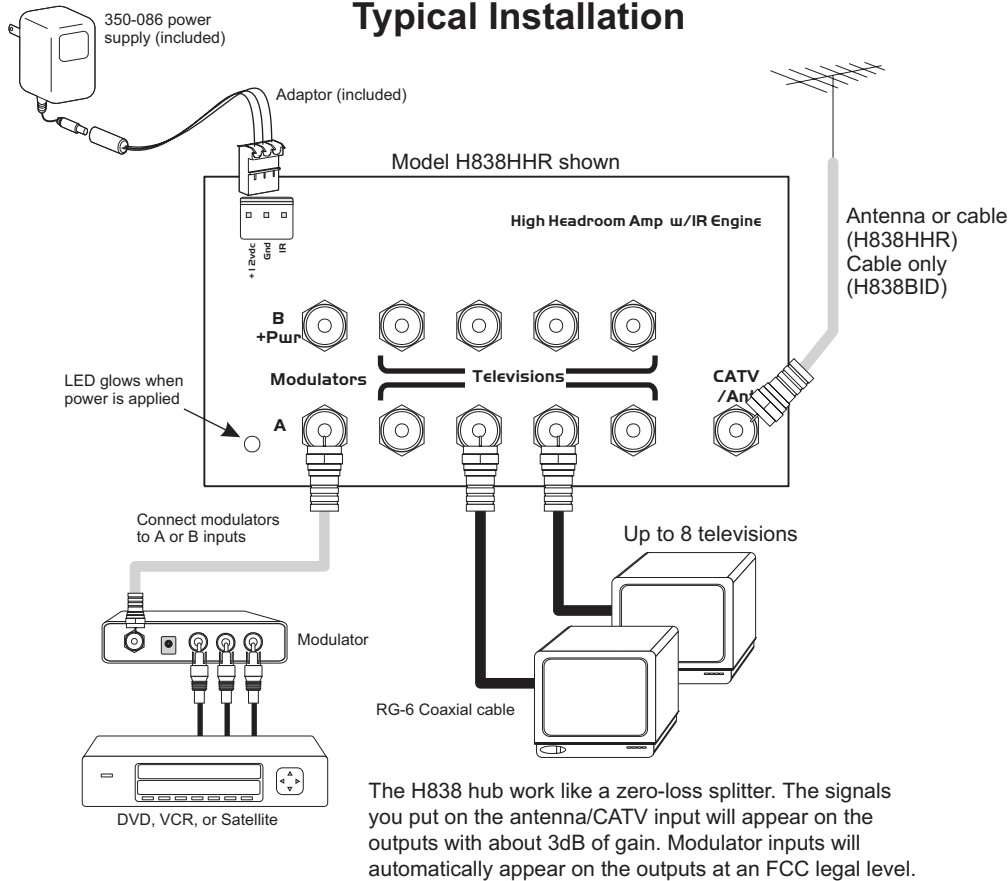 Typical Installation
350-086 power
supply (included)
Adaptor (included)
Model H838HHR shown
High Headroom Amp w/IR Engine
Antenna or cable
(H838HHR)
Cable only
(H838BID)
+12vdc
Gnd
IR
B
+Pwr
LED glows when
power is applied
Modulators
Televisions
CATV
/Ant
A
Connect modulators
to A or B inputs
Up to 8 televisions
Modulator
RG-6 Coaxial cable
DVD, VCR, or Satellite
The H838 hub work like a zero-loss splitter. The signals
you put on the antenna/CATV input will appear on the
outputs with about 3dB of gain. Modulator inputs will
automatically appear on the outputs at an FCC legal level.